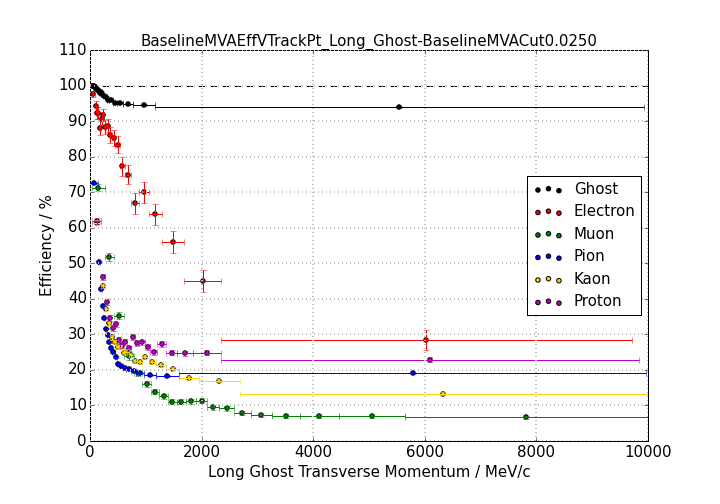 BaselineMVAEffVTrackPt_Long_Ghost-BaselineMVACut0.0250
110
100
90
80
70
60
50
40
30
20
10
0
Efficiency / %
Ghost
Electron
Muon
Pion
Kaon
Proton
0 2000 4000 6000 8000 10000
Long Ghost Transverse Momentum / MeV/c